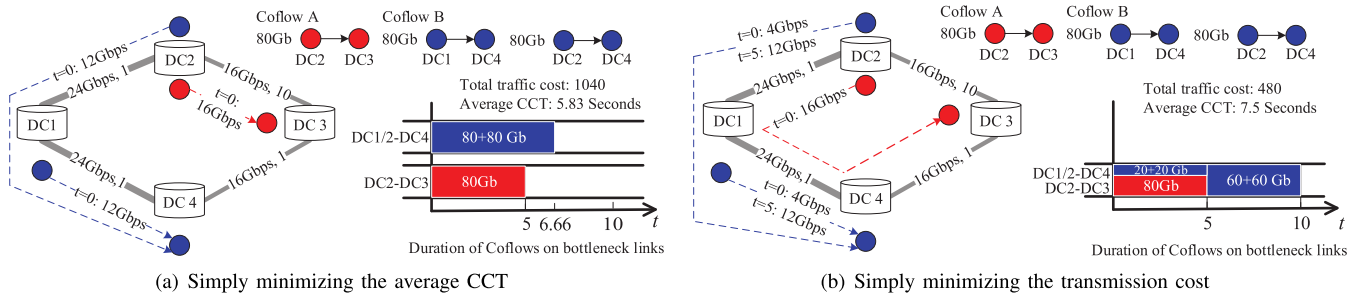 Coflow A
Coflow B
80Gb
80Gb
80Gb
DC2
DC3
DC1
DC4
DC2
DC4
t=0: 12Gbps
DC2
24Gbps, 1
16Gbps, 10
t=0:
16Gbps
DC1
DC 3
24Gbps,1
16Gbps, 1
DC 4
t=0: 12Gbps
Total traffic cost: 1040
Average CCT: 5.83 Seconds
DC1/2-DC4
80+80 Gb
DC2-DC3
80Gb
5
6.66
10
t
Duration of Coflows on bottleneck links
(a) Simply minimizing the average CCT
Coflow A
Coflow B
80Gb
80Gb
80Gb
DC2
DC3
DC1
DC4
DC2
DC4
t=0: 4Gbps
t=5: 12Gbps
DC2
24Gbps, 1
16Gbps, 10
t=0: 16Gbps
DC1
DC 3
24Gbps,1
16Gbps, 1
DC 4
t=0: 4Gbps
t=5: 12Gbps
Total traffic cost: 480
Average CCT: 7.5 Seconds
DC1/2-DC4
DC2-DC3
20+20 Gb
80Gb
60+60 Gb
5
10
t
Duration of Coflows on bottleneck links
(b) Simply minimizing the transmission cost